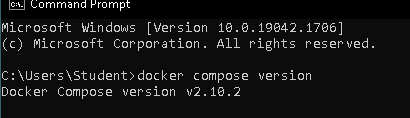 Command Prompt
Microsoft Windows [Version 10.0.19042.1706]
(c) Microsoft Corporation. All rights reserved.
C:\Users\Student>docker compose version
Docker Compose version v2.10.2